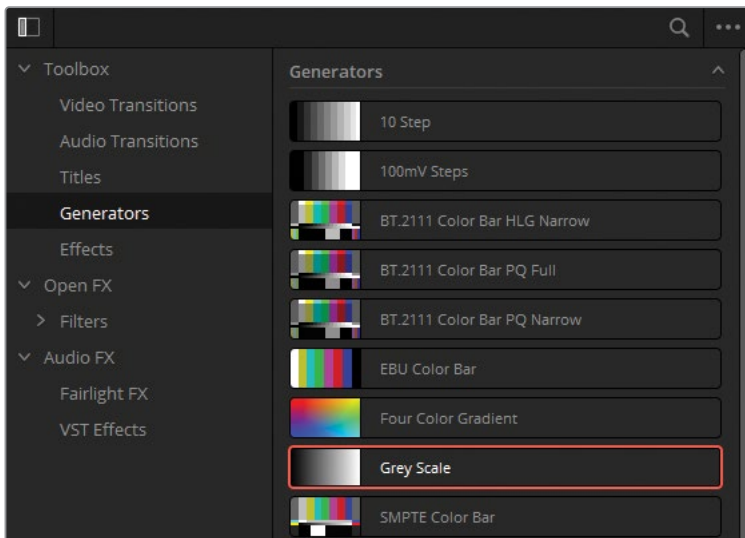 Toolbox
Video Transitions
Audio Transitions
Titles
Generators
Effects
Open FX
Filters
Audio FX
Fairlight FX
VST Effects
Generators
10 Step
100mV Steps
BT.2111 Color Bar HLG Narrow
BT.2111 Color Bar PQ Full
BT.2111 Color Bar PQ Narrow
EBU Color Bar
Four Color Gradient
Grey Scale
SMPTE Color Bar